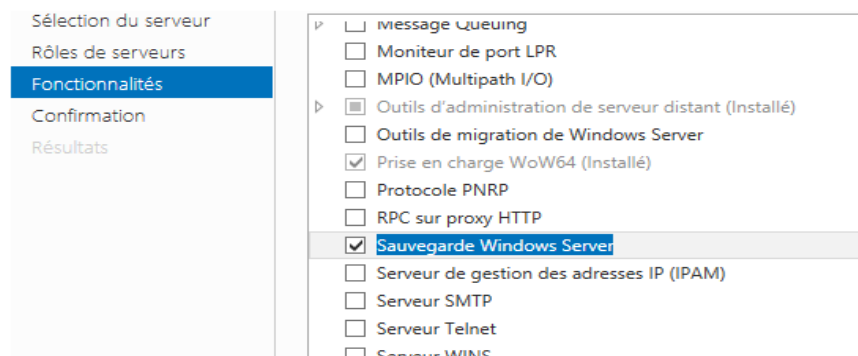 Sélection du serveur
Rôles de serveurs
Fonctionnalités
Confirmation
Résultats
Message Queuing
Moniteur de port LPR
MPIO (Multipath I/O)
Outils d'administration de serveur distant (Installé)
Outils de migration de Windows Server
Prise en charge WoW64 (Installé)
Protocole PNRP
RPC sur proxy HTTP
Sauvegarde Windows Server
Serveur de gestion des adresses IP (IPAM)
Serveur SMTP
Serveur Telnet
Serveur WINS